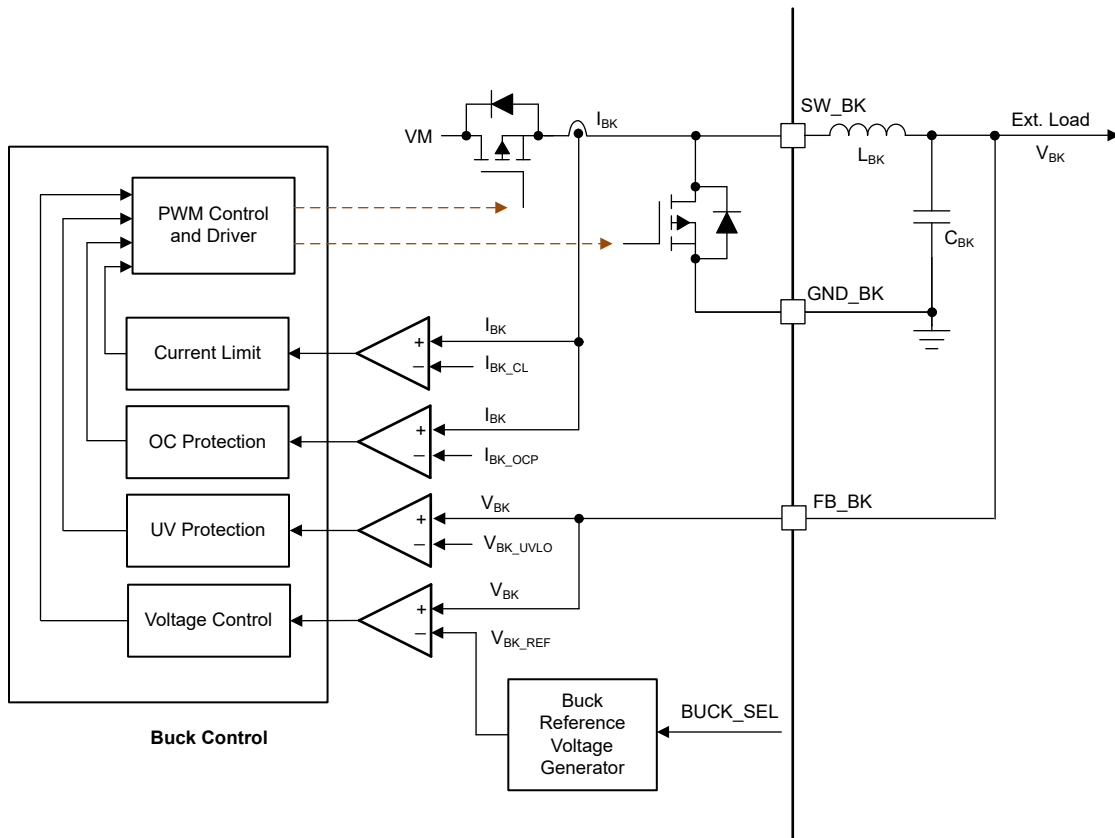 SW_BK
I_BK
Ext. Load
VM
L_BK
V_BK
PWM Control
and Driver
C_BK
GND_BK
I_BK
+
Current Limit
−
I_BK_CL
I_BK
+
OC Protection
−
I_BK_OCP
FB_BK
V_BK
+
UV Protection
−
V_BK_UVLO
V_BK
+
Voltage Control
−
V_BK_REF
Buck
Reference
Voltage
Generator
BUCK_SEL
Buck Control